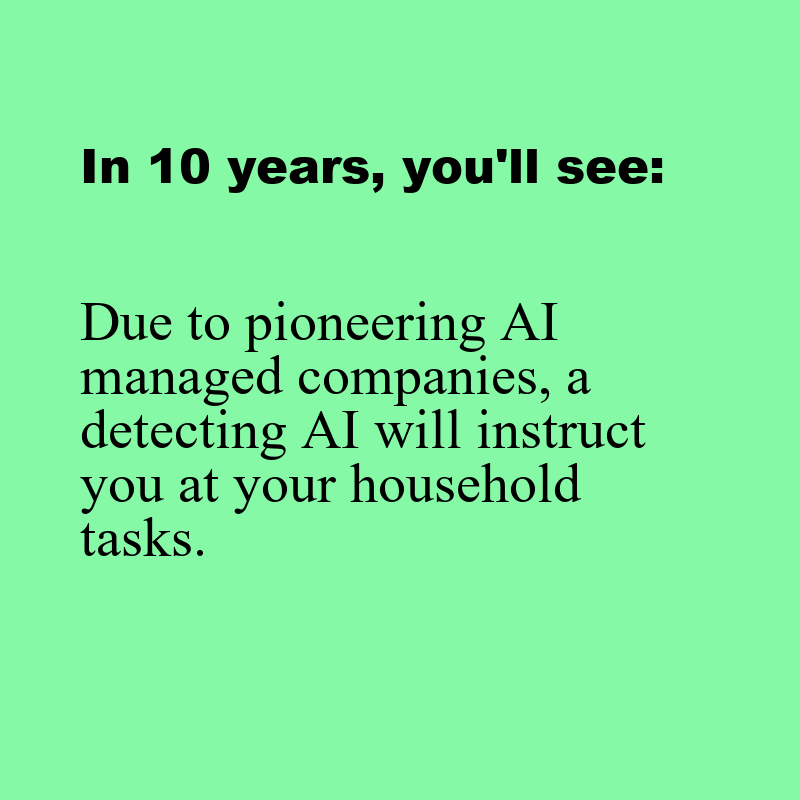 In 10 years, you'll see:
Due to pioneering AI
managed companies, a
detecting AI will instruct
you at your household
tasks.